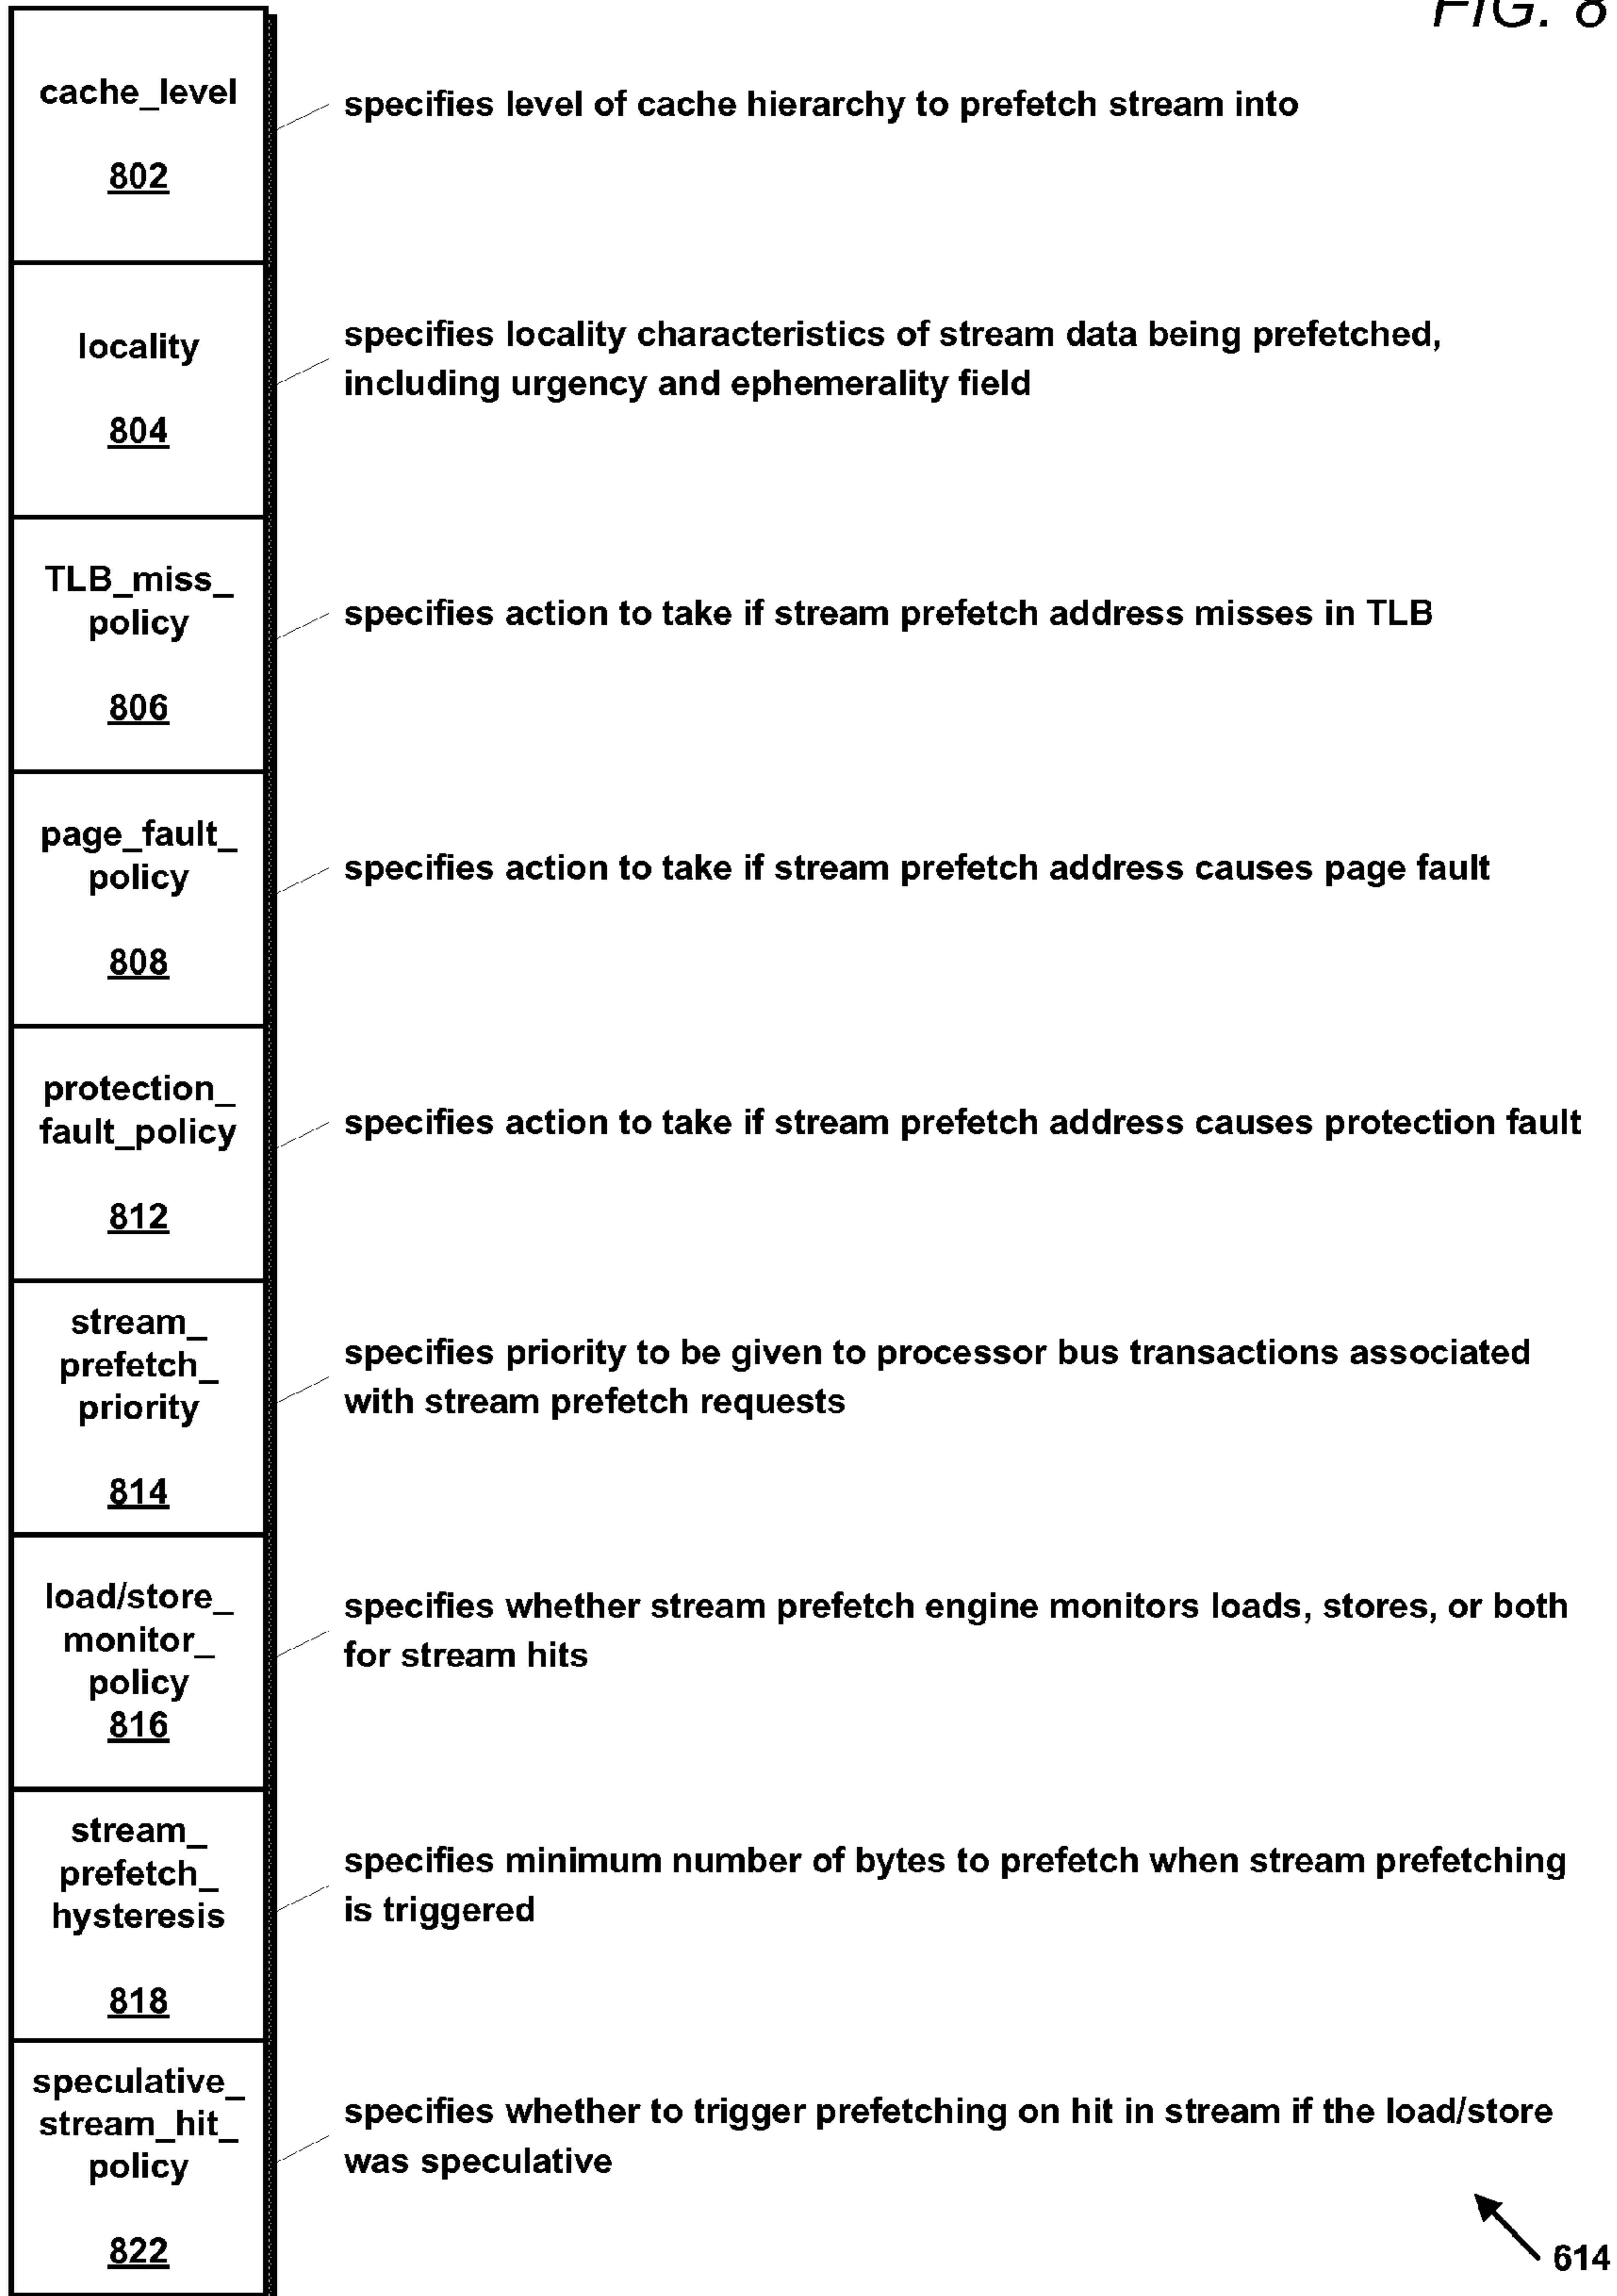 FIG. 8
cache_level
802
specifies level of cache hierarchy to prefetch stream into
locality
804
specifies locality characteristics of stream data being prefetched,
including urgency and ephemerality field
TLB_miss_
policy
806
specifies action to take if stream prefetch address misses in TLB
page_fault_
policy
808
specifies action to take if stream prefetch address causes page fault
protection_
fault_policy
812
specifies action to take if stream prefetch address causes protection fault
stream_
prefetch_
priority
814
specifies priority to be given to processor bus transactions associated
with stream prefetch requests
load/store_
monitor_
policy
816
specifies whether stream prefetch engine monitors loads, stores, or both
for stream hits
stream_
prefetch_
hysteresis
818
specifies minimum number of bytes to prefetch when stream prefetching
is triggered
speculative_
stream_hit_
policy
822
specifies whether to trigger prefetching on hit in stream if the load/store
was speculative
614